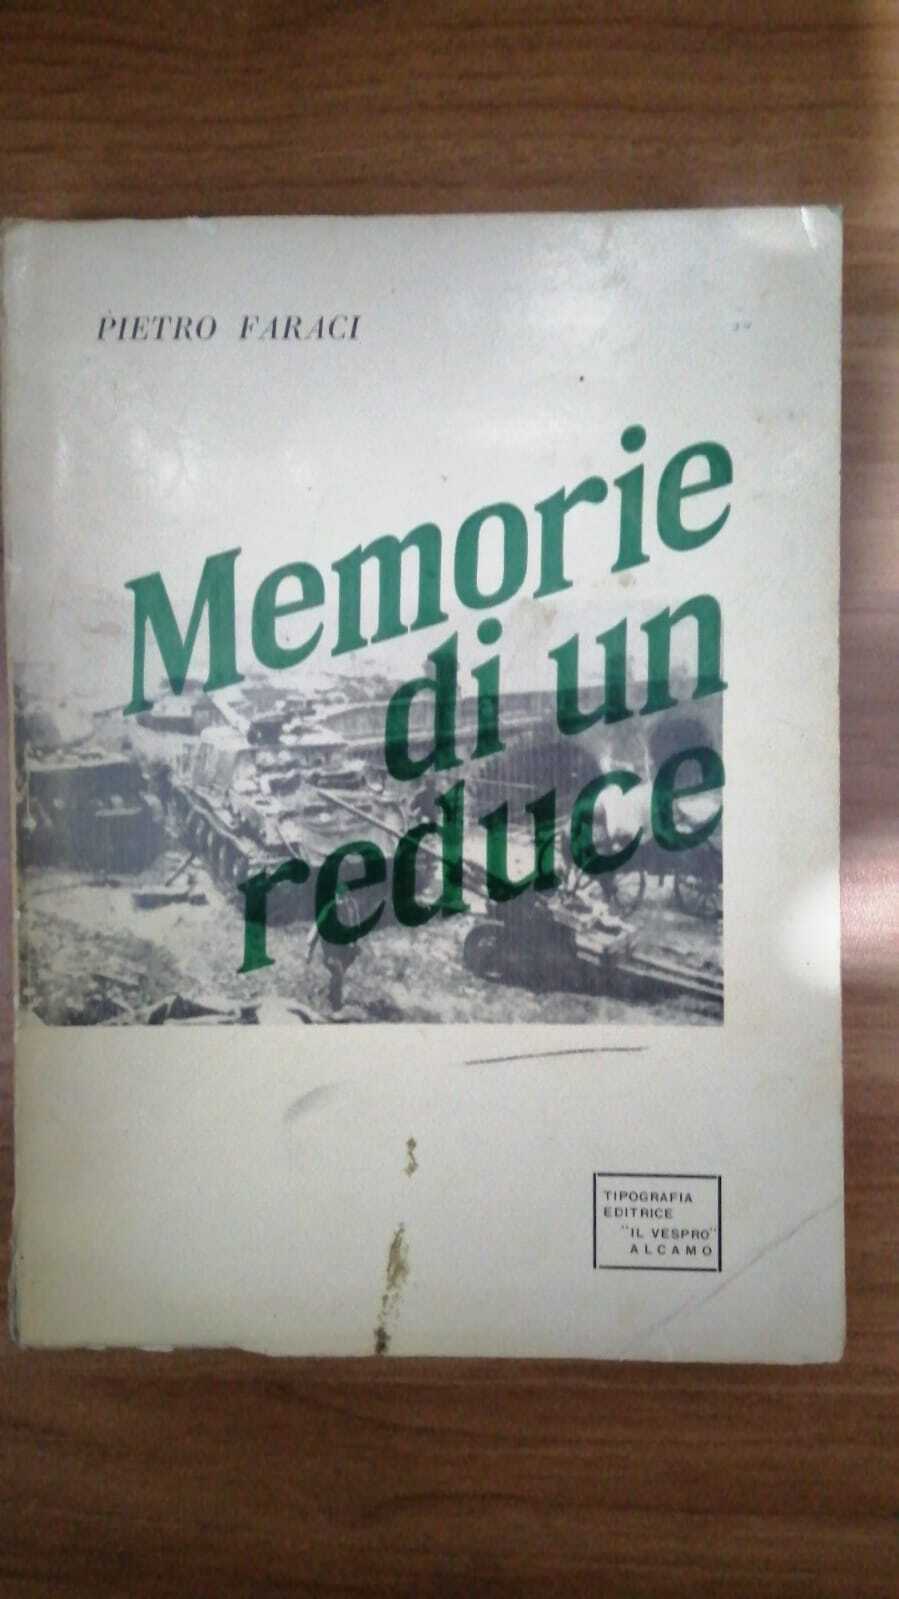 PIETRO FARACI
Memorie
di un
reduce
TIPOGRAFIA
EDITRICE
"IL VESPRO"
ALCAMO